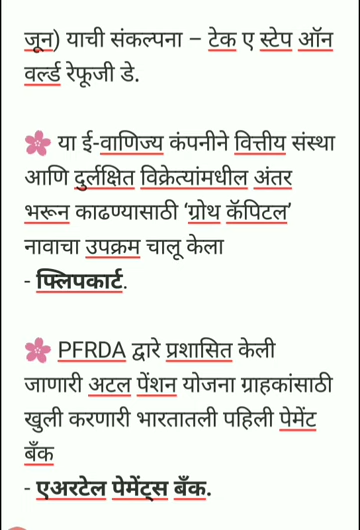 जून) याची संकल्पना – टेक ए स्टेप ऑन
वर्ल्ड रेफूजी डे.
🌸 या ई-वाणिज्य कंपनीने वित्तीय संस्था
आणि दुर्लक्षित विक्रेत्यांमधील अंतर
भरून काढण्यासाठी ‘ग्रोथ कॅपिटल’
नावाचा उपक्रम चालू केला
- फ्लिपकार्ट.
🌸 PFRDA द्वारे प्रशासित केली
जाणारी अटल पेंशन योजना ग्राहकांसाठी
खुली करणारी भारतातली पहिली पेमेंट
बँक
- एअरटेल पेमेंट्स बँक.